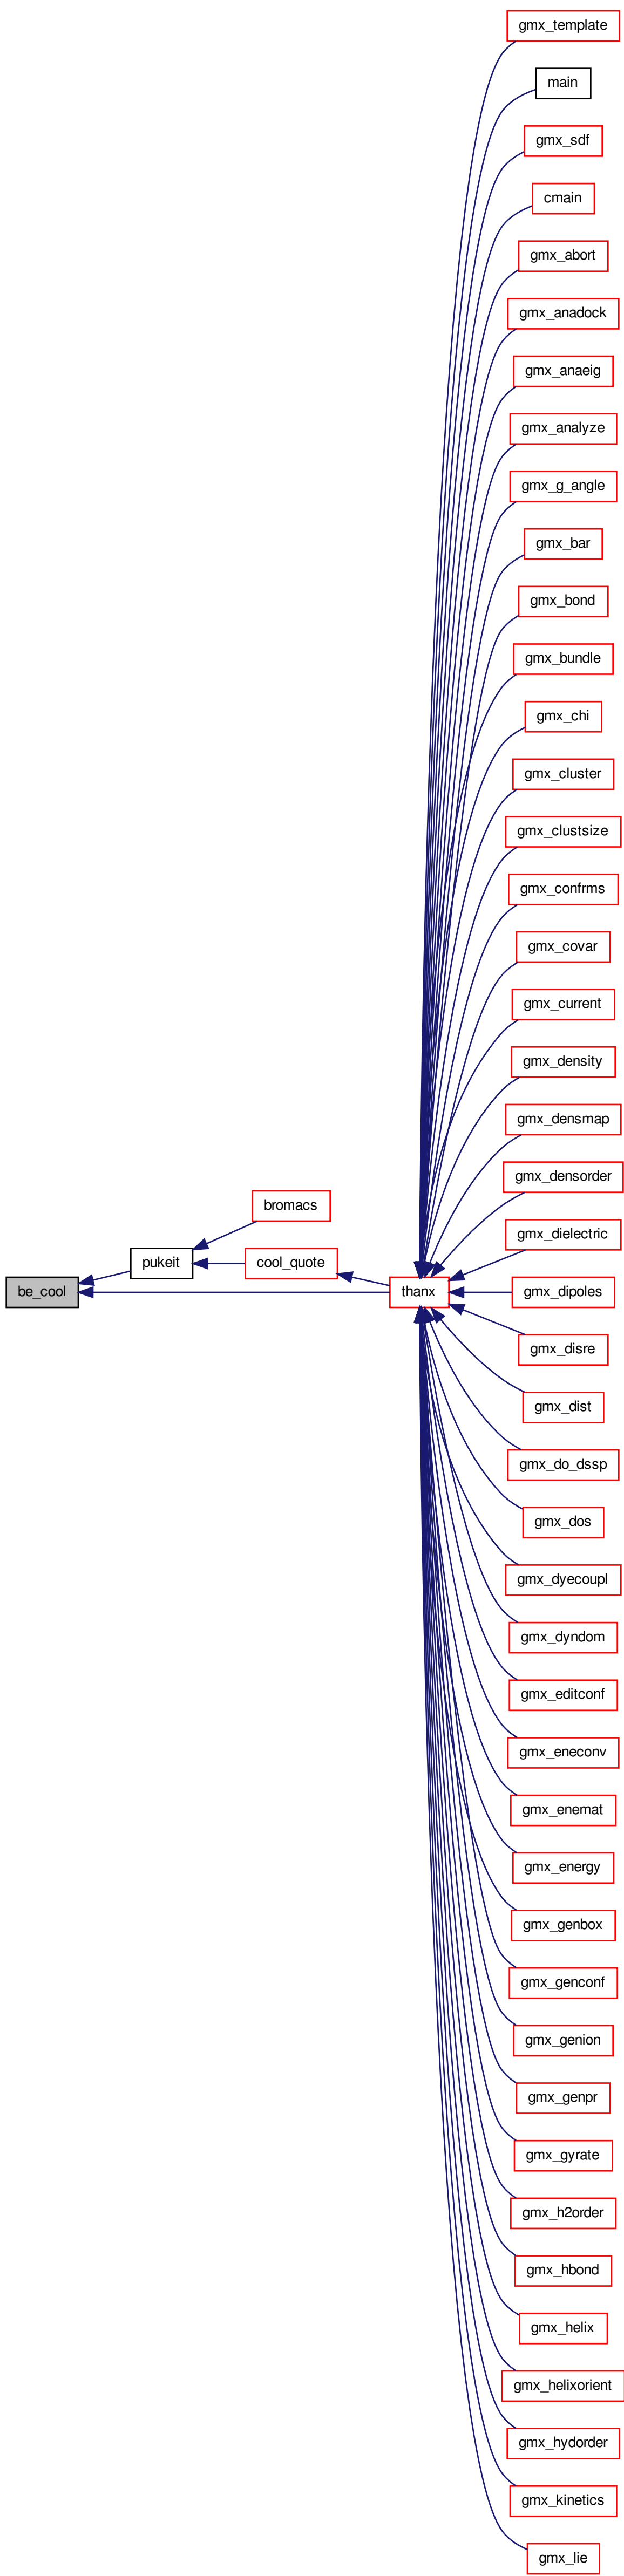 gmx_template
main
gmx_sdf
cmain
gmx_abort
gmx_anadock
gmx_anaeig
gmx_analyze
gmx_g_angle
gmx_bar
gmx_bond
gmx_bundle
gmx_chi
gmx_cluster
gmx_clustsize
gmx_confrms
gmx_covar
gmx_current
gmx_density
gmx_densmap
gmx_densorder
bromacs
gmx_dielectric
pukeit
cool_quote
be_cool
thanx
gmx_dipoles
gmx_disre
gmx_dist
gmx_do_dssp
gmx_dos
gmx_dyecoupl
gmx_dyndom
gmx_editconf
gmx_eneconv
gmx_enemat
gmx_energy
gmx_genbox
gmx_genconf
gmx_genion
gmx_genpr
gmx_gyrate
gmx_h2order
gmx_hbond
gmx_helix
gmx_helixorient
gmx_hydorder
gmx_kinetics
gmx_lie